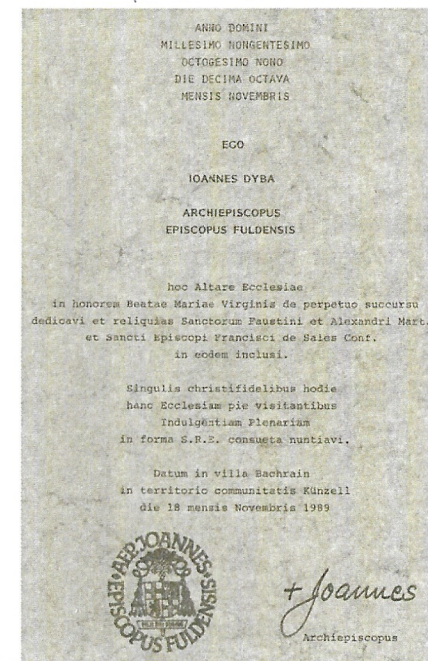 ANNO DOMINI
MILLESIMO NONGENTESIMO
OCTOGESIMO NONO
DIE DECIMA OCTAVA
MENSIS NOVEMBRIS
EGO
IOANNES DYBA
ARCHIEPISCOPUS
EPISCOPUS FULDENSIS
hoc Altare Ecclesiae
in honorem Beatae Mariae Virginis de perpetuo succursu
dedicavi et reliquias Sanctorum Faustini et Alexandri Mart.
et Sancti Episcopi Francisci de Sales Conf.
in eodem inclusi.
Singulis christifidelibus hodie
hanc Ecclesiam pie visitantibus
Indulgentiam Plenariam
in forma S.R.E. consueta nuntiavi.
Datum in villa Bachrain
in territorio communitatis Künzell
die 18 mensis Novembris 1989
AEP. JOANNES
EPISCOPUS FULDENSIS
+ Joannes
Archiepiscopus